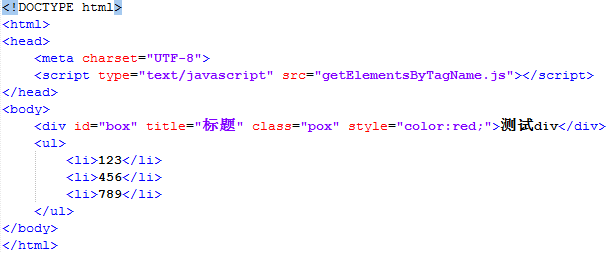 <!DOCTYPE html>
<html>
<head>
    <meta charset="UTF-8">
    <script type="text/javascript" src="getElementsByTagName.js"></script>
</head>
<body>
    <div id="box" title="标题" class="pox" style="color:red;">测试div</div>
    <ul>
        <li>123</li>
        <li>456</li>
        <li>789</li>
    </ul>
</body>
</html>